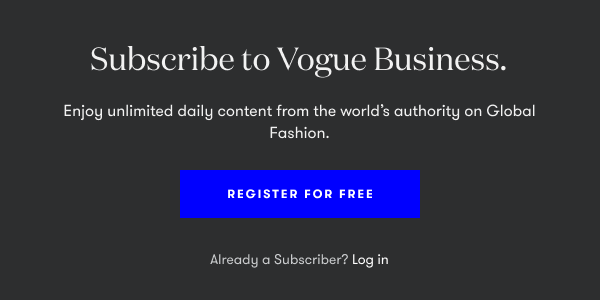 Subscribe to Vogue Business.
Enjoy unlimited daily content from the world’s authority on Global
Fashion.
REGISTER FOR FREE
Already a Subscriber? Log in